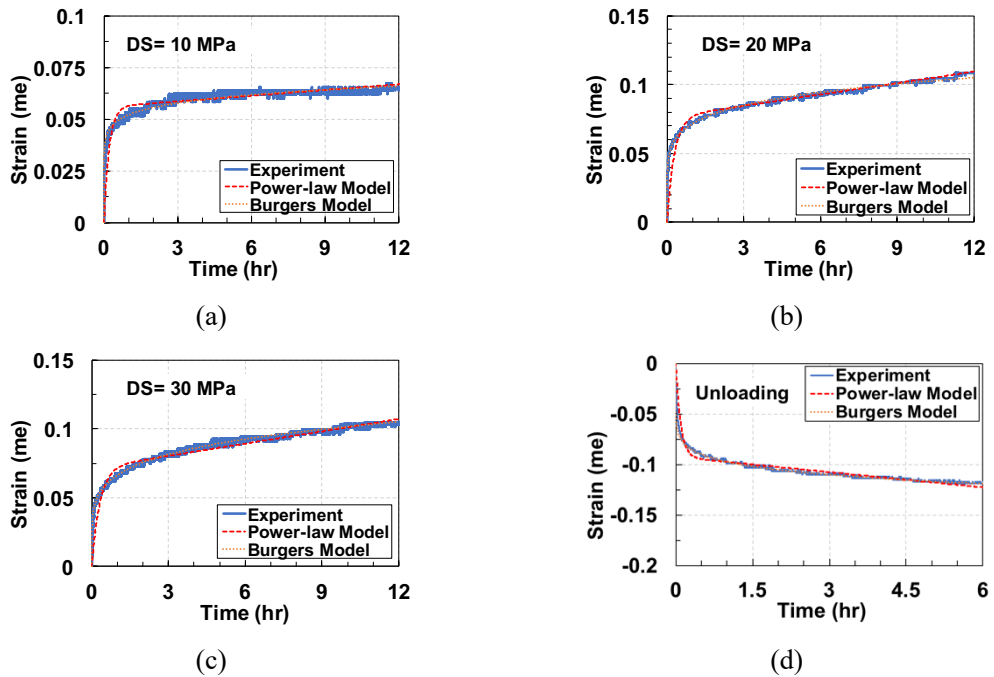 0.1
DS= 10 MPa
0.075
0.05
0.025
0
Strain (me)
Experiment
Power-law Model
Burgers Model
0 3 6 9 12
Time (hr)
(a)
0.15
DS= 20 MPa
0.1
0.05
0
Strain (me)
Experiment
Power-law Model
Burgers Model
0 3 6 9 12
Time (hr)
(b)
0.15
DS= 30 MPa
0.1
0.05
0
Strain (me)
Experiment
Power-law Model
Burgers Model
0 3 6 9 12
Time (hr)
(c)
0
Unloading
Experiment
Power-law Model
Burgers Model
-0.05
-0.1
-0.15
-0.2
Strain (me)
0 1.5 3 4.5 6
Time (hr)
(d)